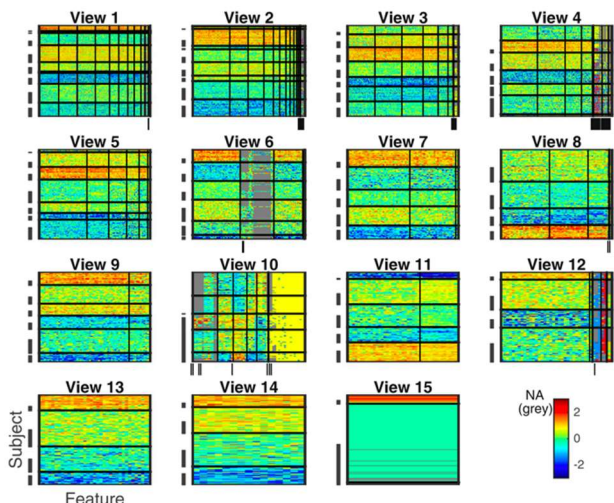 View 1
View 2
View 3
View 4
View 5
View 6
View 7
View 8
View 9
View 10
View 11
View 12
View 13
View 14
View 15
NA
(grey)
2
0
-2
Subject
Feature